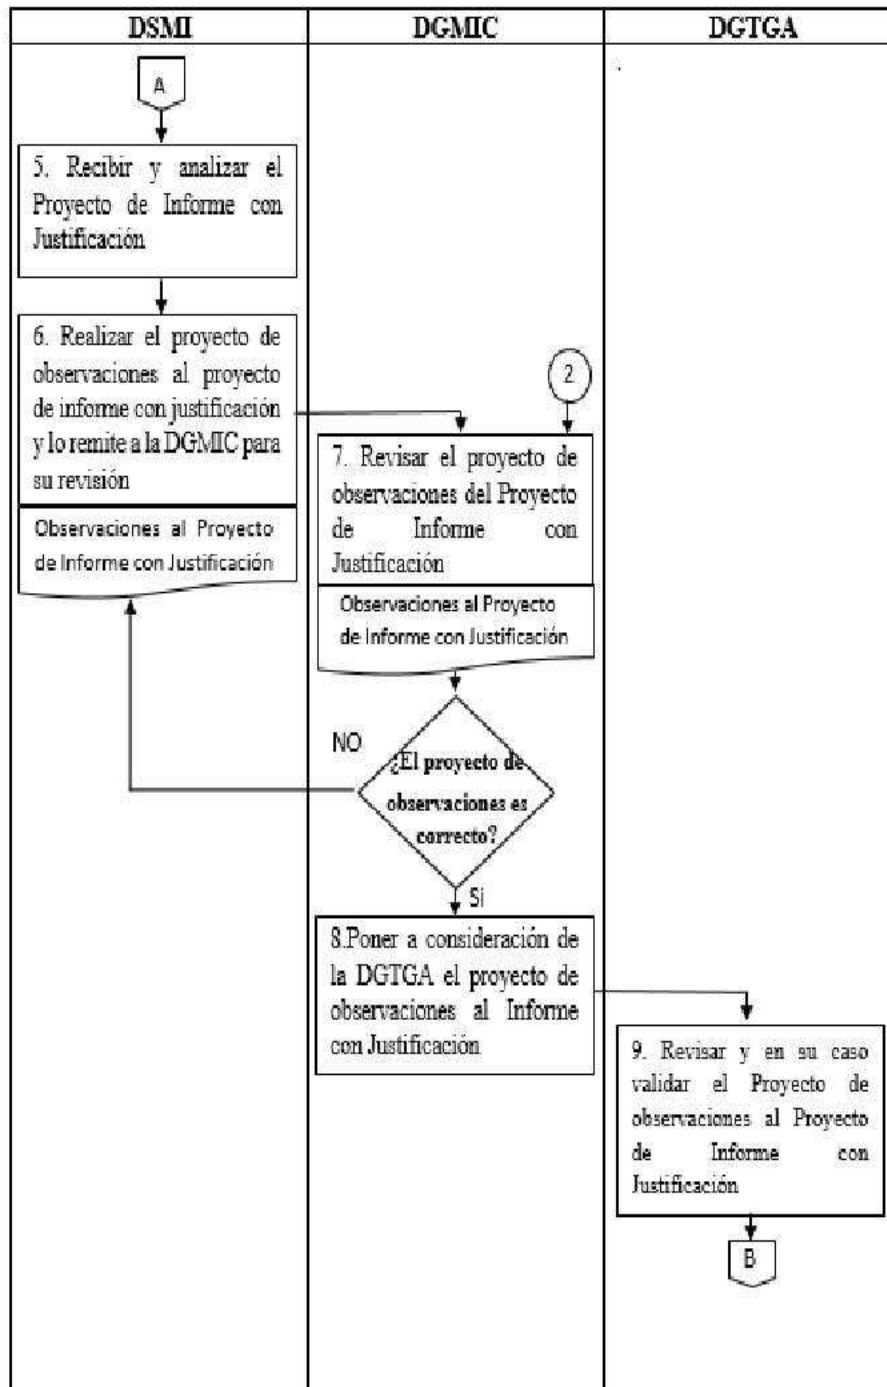 DSMI
DGMIC
DGTGA
A
5. Recibir y analizar el
Proyecto de Informe con
Justificación
6. Realizar el proyecto de
observaciones al proyecto
de informe con justificación
y lo remite a la DGMIC para
su revisión
Observaciones al Proyecto
de Informe con Justificación
2
7. Revisar el proyecto de
observaciones del Proyecto
de Informe con
Justificación
Observaciones al Proyecto
de Informe con Justificación
NO
¿El proyecto de
observaciones es
correcto?
Si
8.Poner a consideración de
la DGTGA el proyecto de
observaciones al Informe
con Justificación
9. Revisar y en su caso
validar el Proyecto de
observaciones al Proyecto
de Informe con
Justificación
B